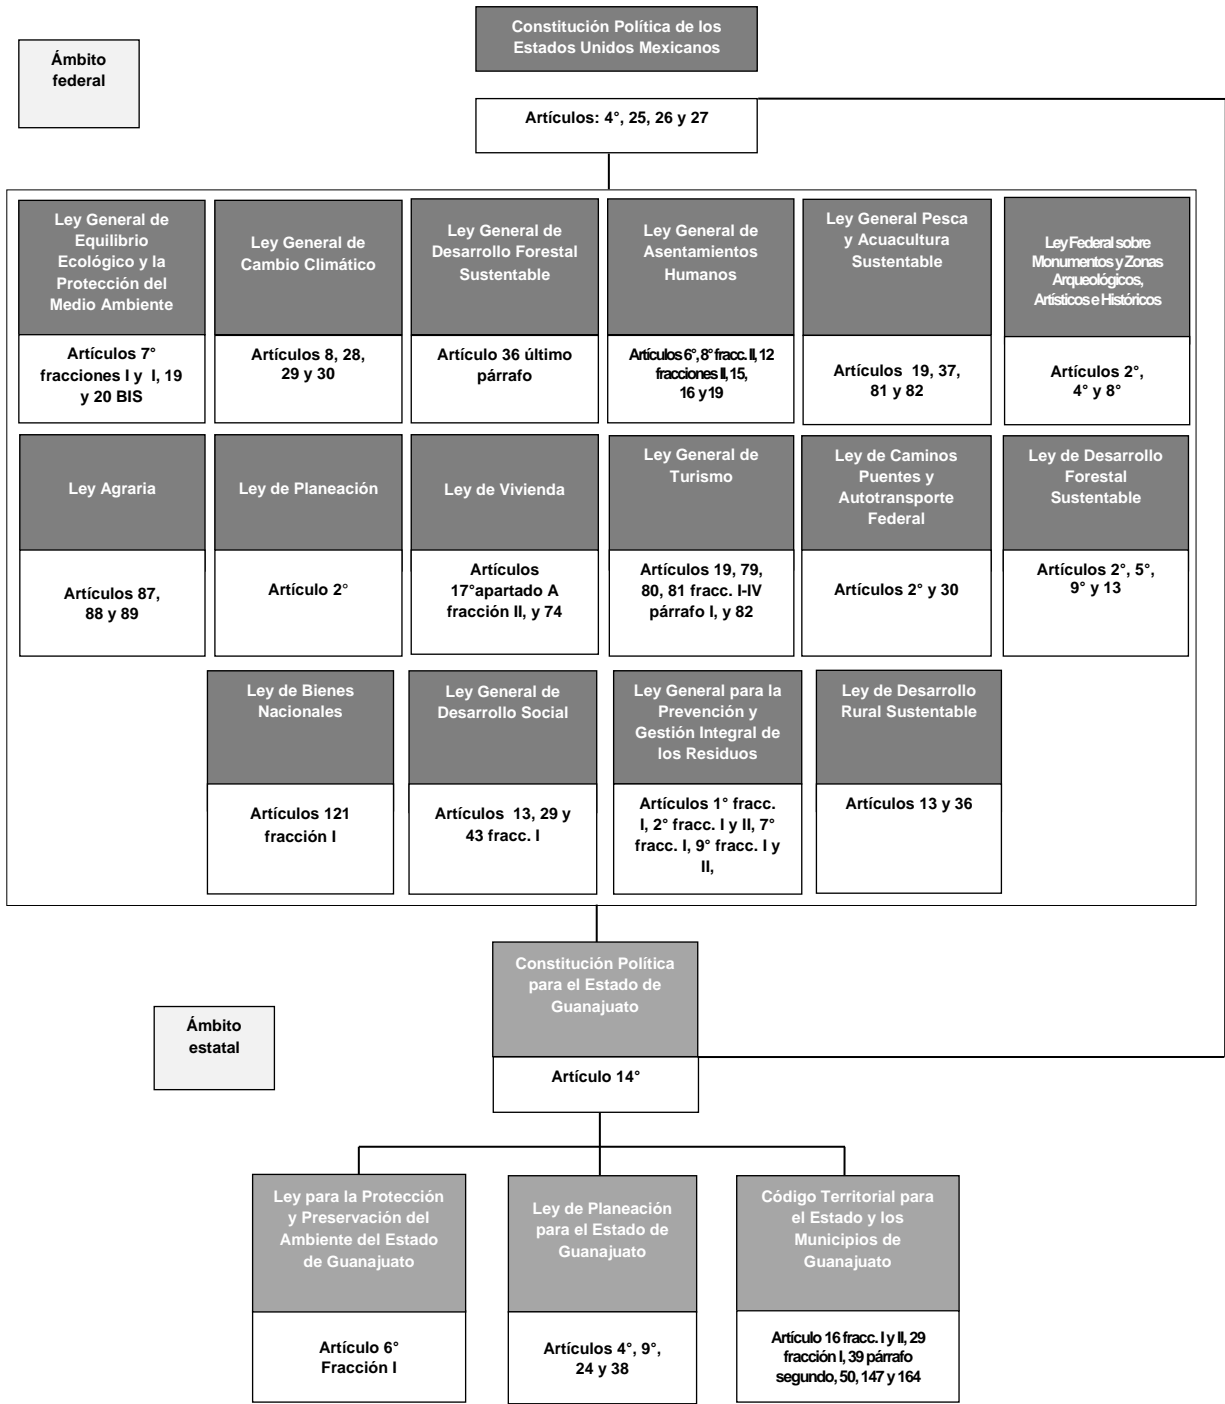 Constitución Política de los
Estados Unidos Mexicanos
Ámbito
federal
Artículos: 4°, 25, 26 y 27
Ley General de
Equilibrio
Ecológico y la
Protección del
Medio Ambiente
Artículos 7°
fracciones I y I, 19
y 20 BIS
Ley General de
Cambio Climático
Artículos 8, 28,
29 y 30
Ley General de
Desarrollo Forestal
Sustentable
Artículo 36 último
párrafo
Ley General de
Asentamientos
Humanos
Artículos 6°, 8° fracc. II, 12
fracciones II, 15,
16 y 19
Ley General Pesca
y Acuacultura
Sustentable
Artículos 19, 37,
81 y 82
Ley Federal sobre
Monumentos y Zonas
Arqueológicos,
Artísticos e Históricos
Artículos 2°,
4° y 8°
Ley Agraria
Artículos 87,
88 y 89
Ley de Planeación
Artículo 2°
Ley de Vivienda
Artículos
17°apartado A
fracción II, y 74
Ley General de
Turismo
Artículos 19, 79,
80, 81 fracc. I-IV
párrafo I, y 82
Ley de Caminos
Puentes y
Autotransporte
Federal
Artículos 2° y 30
Ley de Desarrollo
Forestal
Sustentable
Artículos 2°, 5°,
9° y 13
Ley de Bienes
Nacionales
Artículos 121
fracción I
Ley General de
Desarrollo Social
Artículos 13, 29 y
43 fracc. I
Ley General para la
Prevención y
Gestión Integral de
los Residuos
Artículos 1° fracc.
I, 2° fracc. I y II, 7°
fracc. I, 9° fracc. I y
II,
Ley de Desarrollo
Rural Sustentable
Artículos 13 y 36
Constitución Política
para el Estado de
Guanajuato
Ámbito
estatal
Artículo 14°
Ley para la Protección
y Preservación del
Ambiente del Estado
de Guanajuato
Artículo 6°
Fracción I
Ley de Planeación
para el Estado de
Guanajuato
Artículos 4°, 9°,
24 y 38
Código Territorial para
el Estado y los
Municipios de
Guanajuato
Artículo 16 fracc. I y II, 29
fracción I, 39 párrafo
segundo, 50, 147 y 164